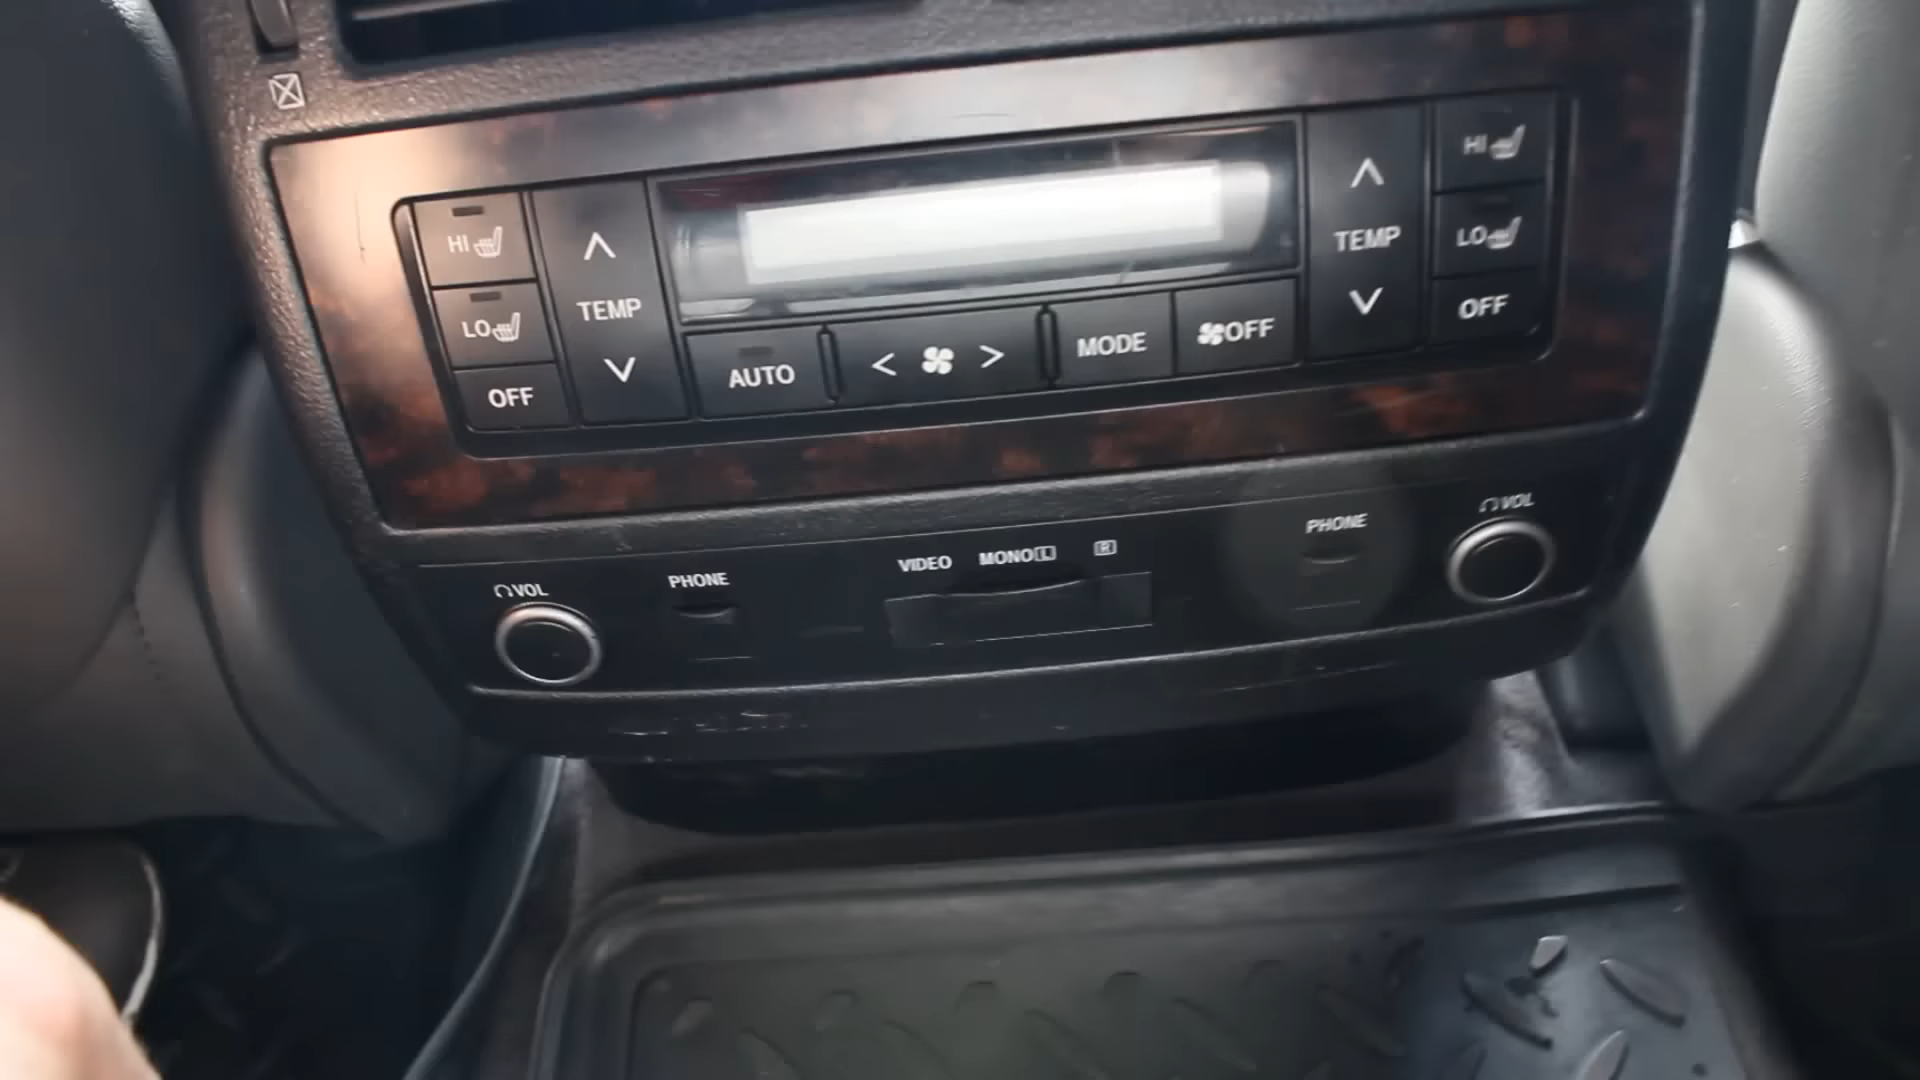 HI
LO
OFF
TEMP
AUTO
MODE
OFF
TEMP
HI
LO
OFF
VOL
PHONE
VIDEO MONO L R
PHONE
VOL